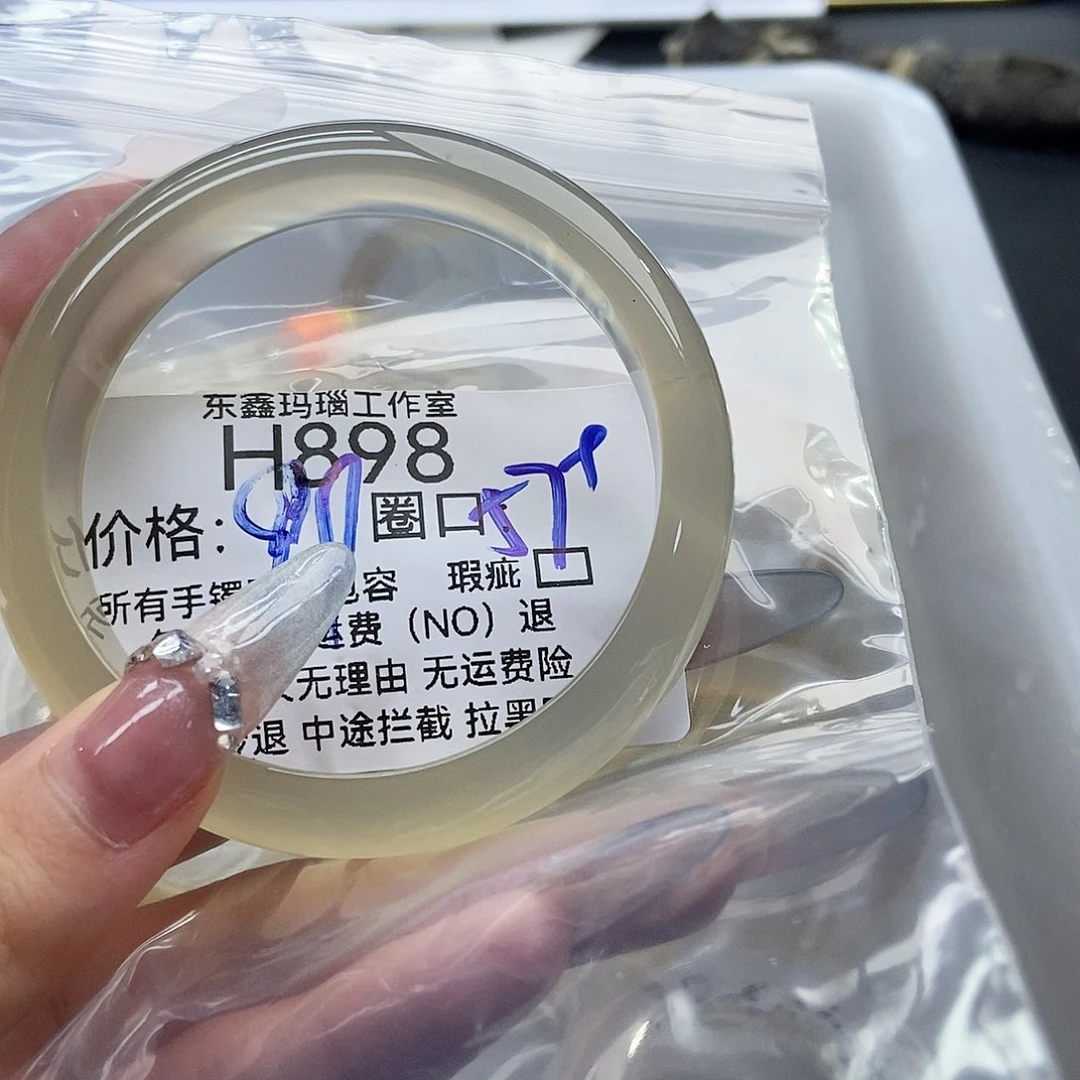 东鑫玛瑙工作室
H898
价格: 圈口: 57
所有手镯 容 瑕疵
运费（NO）退
无理由 无运费险
退 中途拦截 拉黑